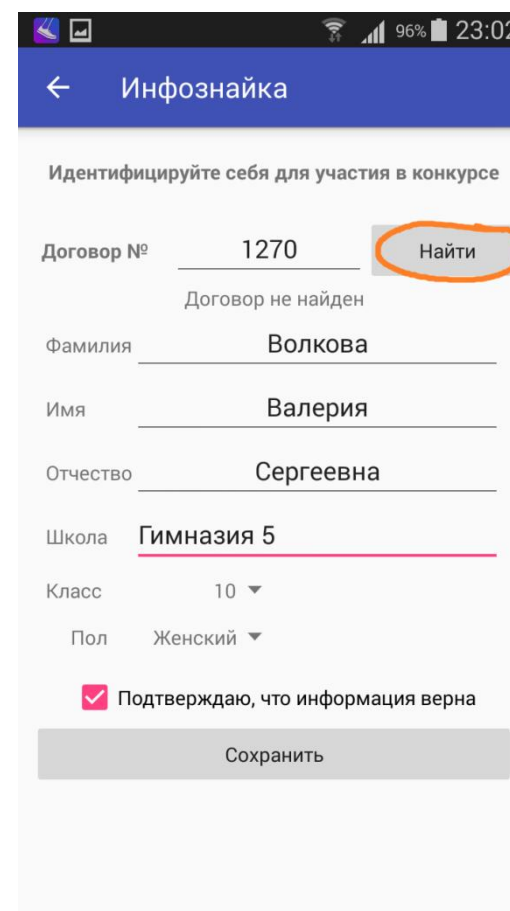 96% 23:02
Инфознайка
Идентифицируйте себя для участия в конкурсе
Договор № 1270 Найти
Договор не найден
Фамилия Волкова
Имя Валерия
Отчество Сергеевна
Школа Гимназия 5
Класс 10
Пол Женский
Подтверждаю, что информация верна
Сохранить